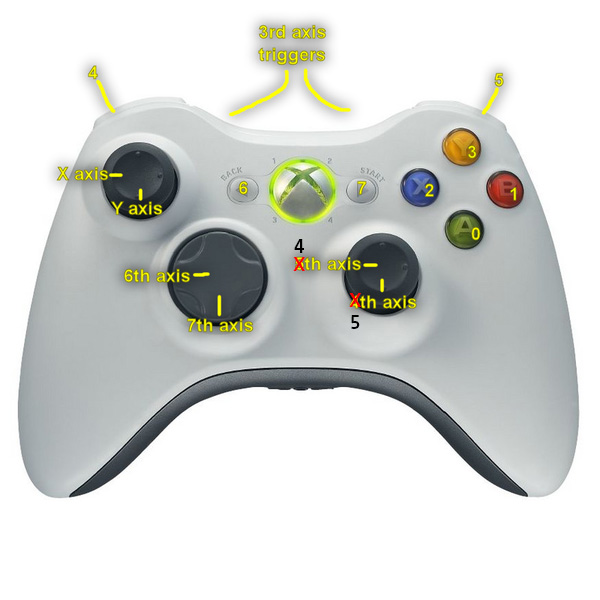 3rd axis
triggers
4
5
Y
3
X axis
BACK
START
1
2
6
7
X
2
B
1
Y axis
3
4
A
0
4
6th axis
Xth axis
7th axis
Xth axis
5